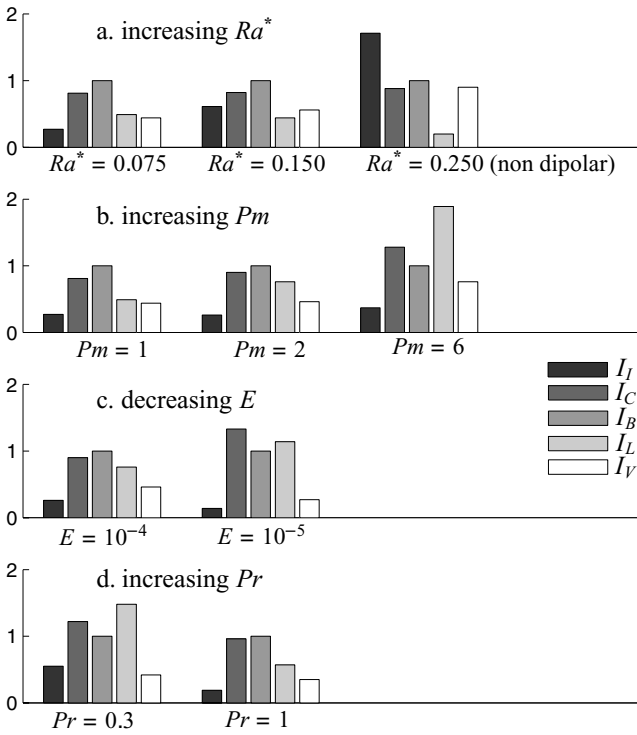 a. increasing Ra*
2
1
0
Ra* = 0.075 Ra* = 0.150 Ra* = 0.250 (non dipolar)
b. increasing Pm
2
1
0
Pm = 1 Pm = 2 Pm = 6
I_I
I_C
I_B
I_L
I_V
c. decreasing E
2
1
0
E = 10⁻⁴ E = 10⁻⁵
d. increasing Pr
2
1
0
Pr = 0.3 Pr = 1